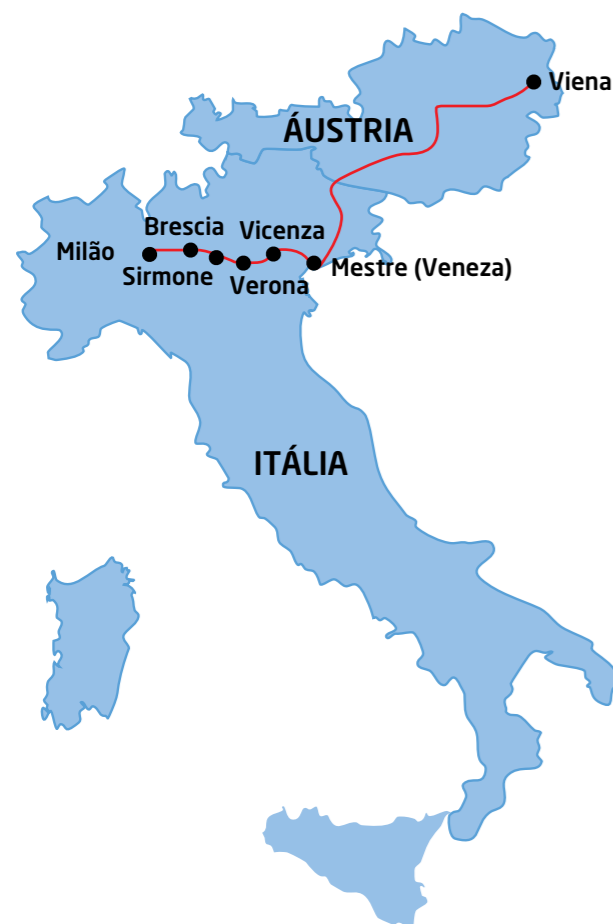 Viena
ÁUSTRIA
Brescia
Vicenza
Milão
Sirmone
Verona
Mestre (Veneza)
ITÁLIA